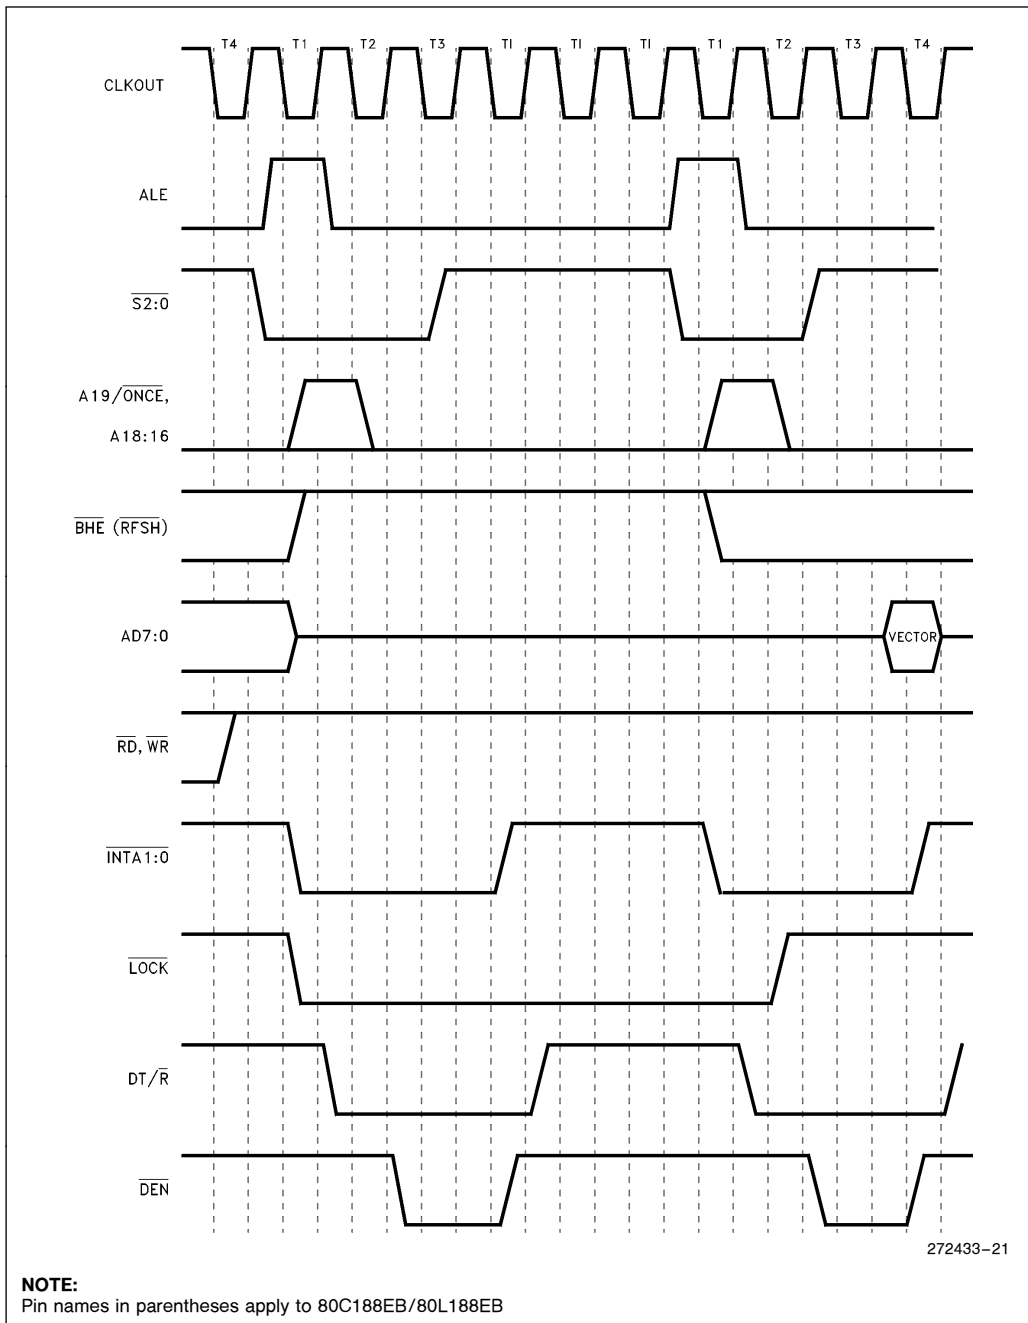 T4 T1 T2 T3 TI TI TI T1 T2 T3 T4
CLKOUT
ALE
S2:0
A19/ONCE,
A18:16
BHE (RFSH)
AD7:0
VECTOR
RD, WR
INTA1:0
LOCK
DT/R
DEN
272433-21
NOTE:
Pin names in parentheses apply to 80C188EB/80L188EB